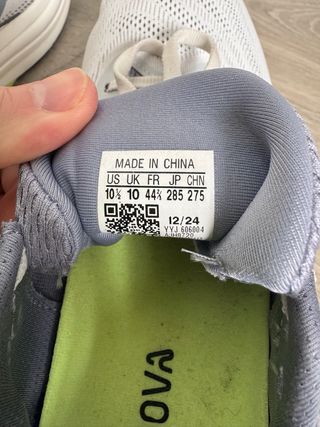 MADE IN CHINA
US UK FR JP CHN
10½ 10 44⅔ 285 275
12/24
YYJ 606004
OVA